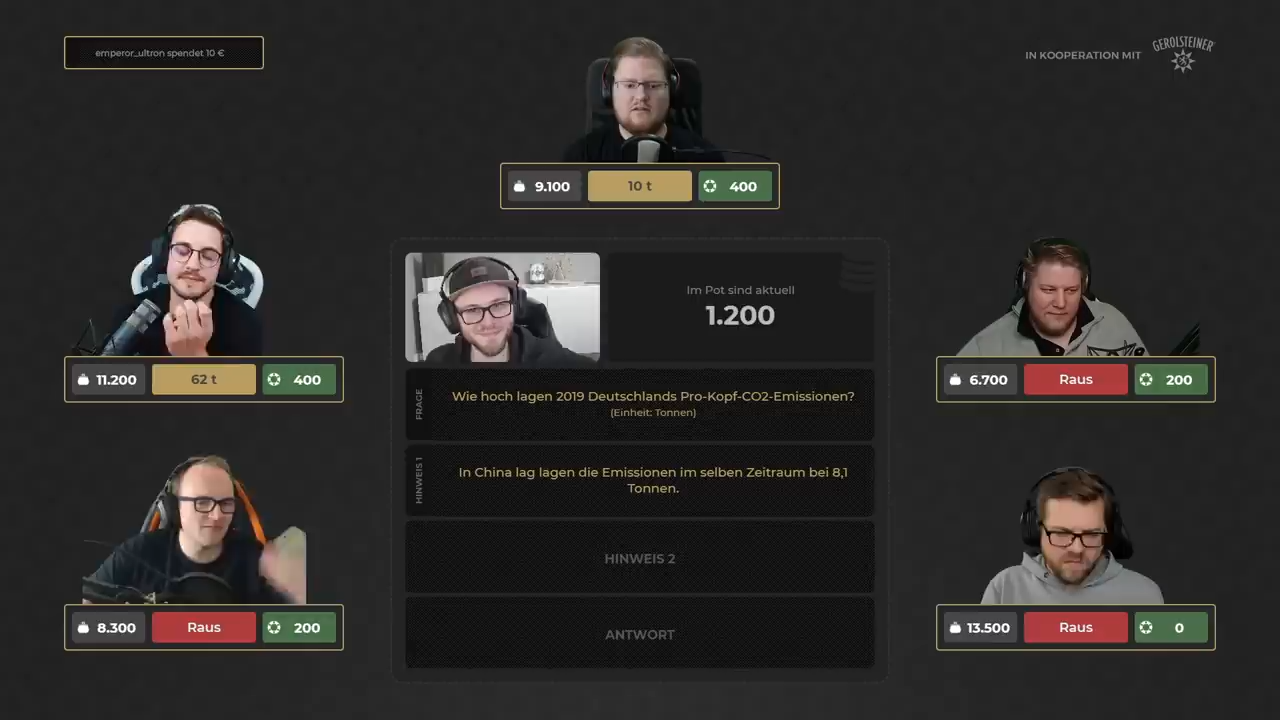 emperor_ultron spendet 10 €
IN KOOPERATION MIT
GEROLSTEINER
9.100
10 t
400
Im Pot sind aktuell
1.200
11.200
62 t
400
6.700
Raus
200
FRAGE
Wie hoch lagen 2019 Deutschlands Pro-Kopf-CO2-Emissionen?
(Einheit: Tonnen)
HINWEIS 1
In China lag lagen die Emissionen im selben Zeitraum bei 8,1
Tonnen.
HINWEIS 2
ANTWORT
8.300
Raus
200
13.500
Raus
0